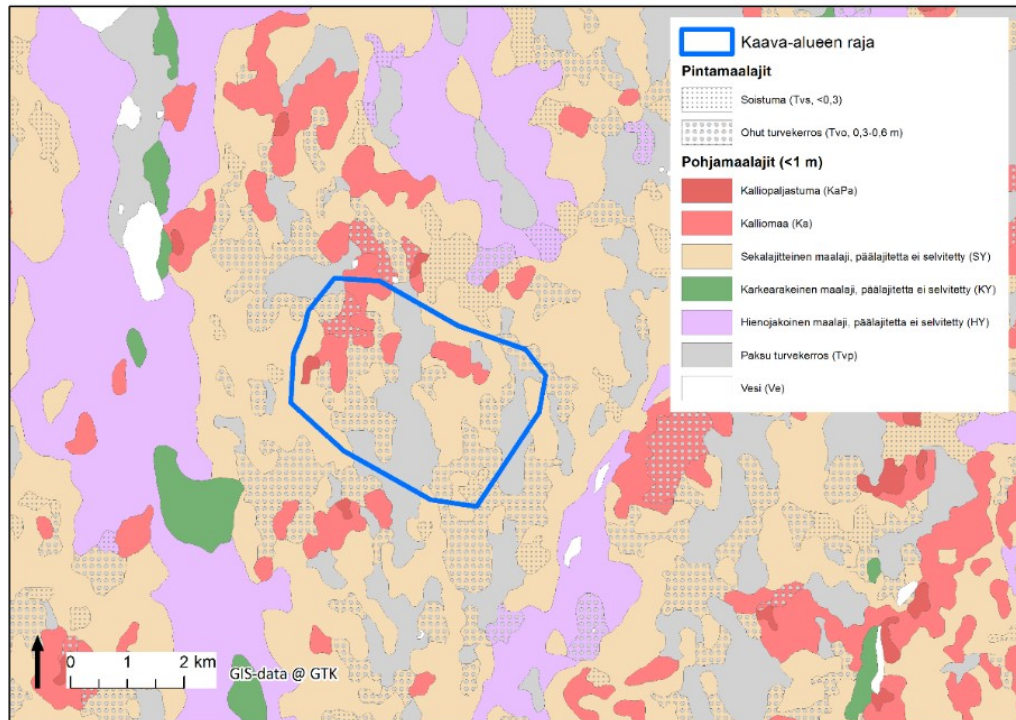 Kaava-alueen raja
Pintamaalajit
Soistuma (Tvs, <0,3)
Ohut turvekerros (Tvo, 0,3-0,6 m)
Pohjamaalajit (<1 m)
Kalliopaljastuma (KaPa)
Kalliomaa (Ka)
Sekalajitteinen maalaji, päälajitetta ei selvitetty (SY)
Karkearakeinen maalaji, päälajitetta ei selvitetty (KY)
Hienojakoinen maalaji, päälajitetta ei selvitetty (HY)
Paksu turvekerros (Tvp)
Vesi (Ve)
0 1 2 km
GIS-data @ GTK